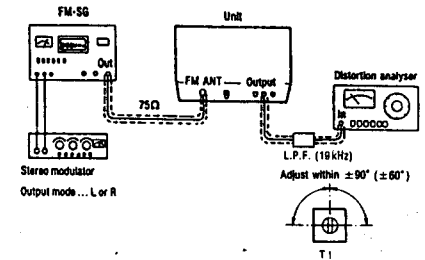 FM-SG
Unit
Out
FM ANT
Output
Distortion analyser
75Ω
In
L.P.F. (19kHz)
Stereo modulator
Output mode ... L or R
Adjust within ±90° (±60°)
T1